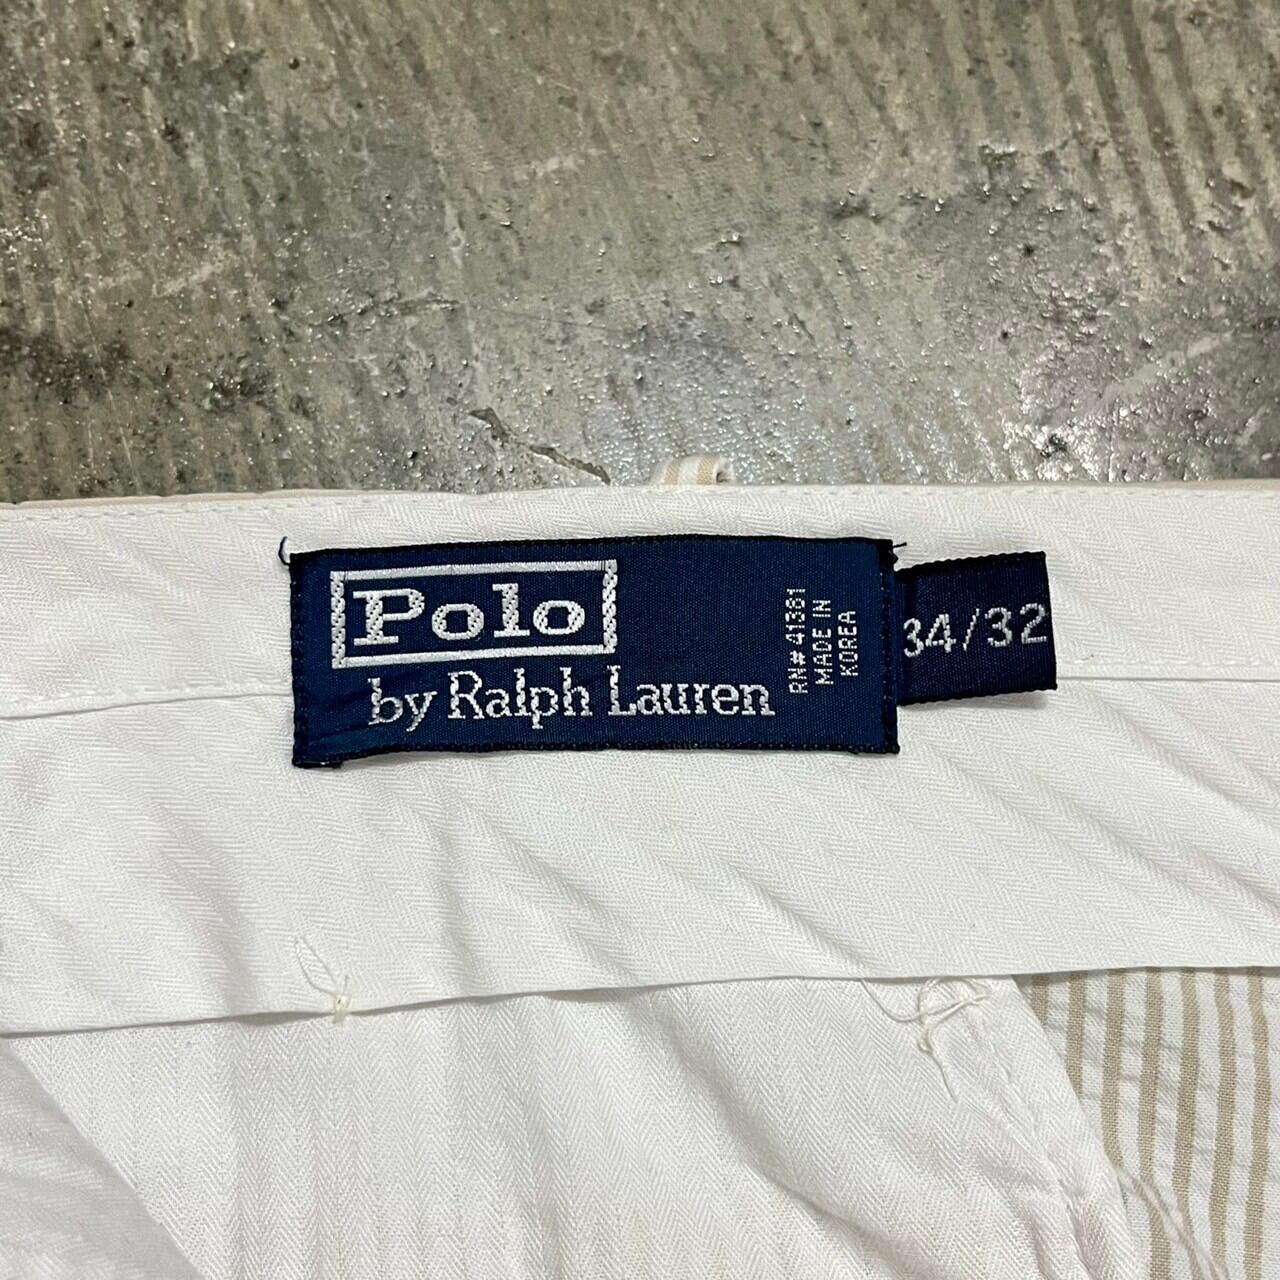 Polo
by Ralph Lauren
RN# 41381
MADE IN
KOREA
34/32